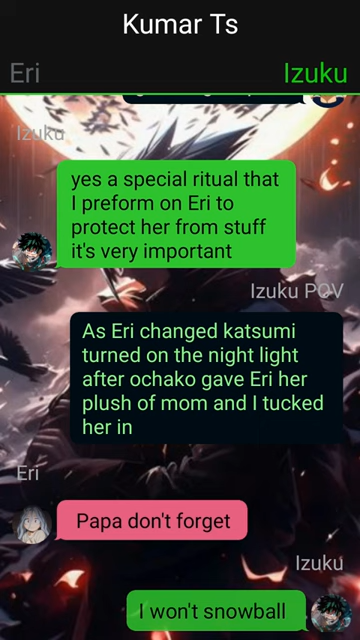 Kumar Ts
Eri
Izuku
Izuku
yes a special ritual that
I preform on Eri to
protect her from stuff
it's very important
Izuku POV
As Eri changed katsumi
turned on the night light
after ochako gave Eri her
plush of mom and I tucked
her in
Eri
Papa don't forget
Izuku
I won't snowball